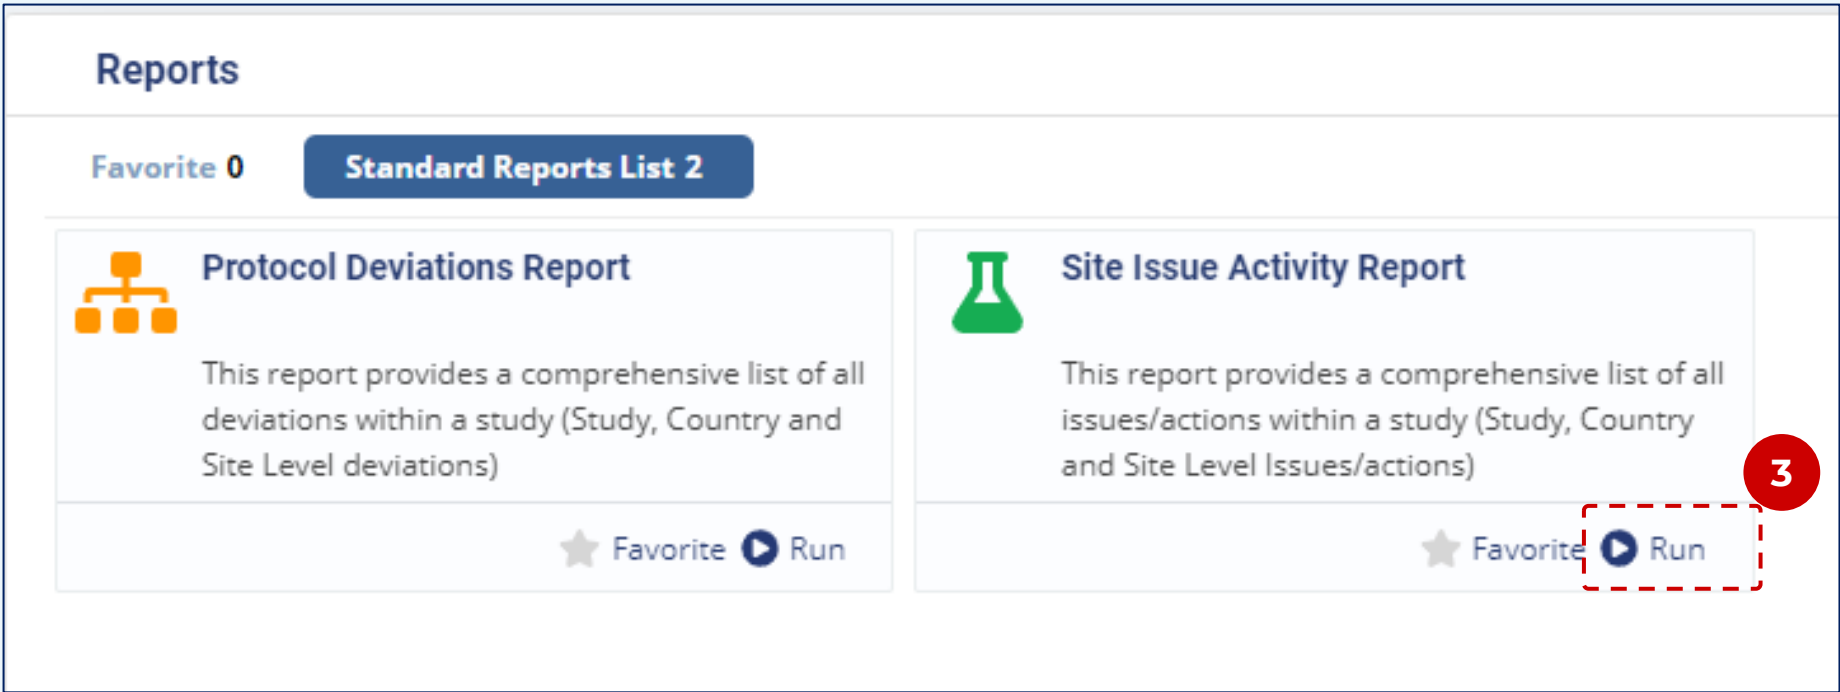 Reports
Favorite 0
Standard Reports List 2
Protocol Deviations Report
This report provides a comprehensive list of all
deviations within a study (Study, Country and
Site Level deviations)
Favorite Run
Site Issue Activity Report
This report provides a comprehensive list of all
issues/actions within a study (Study, Country
and Site Level Issues/actions)
3
Favorite Run